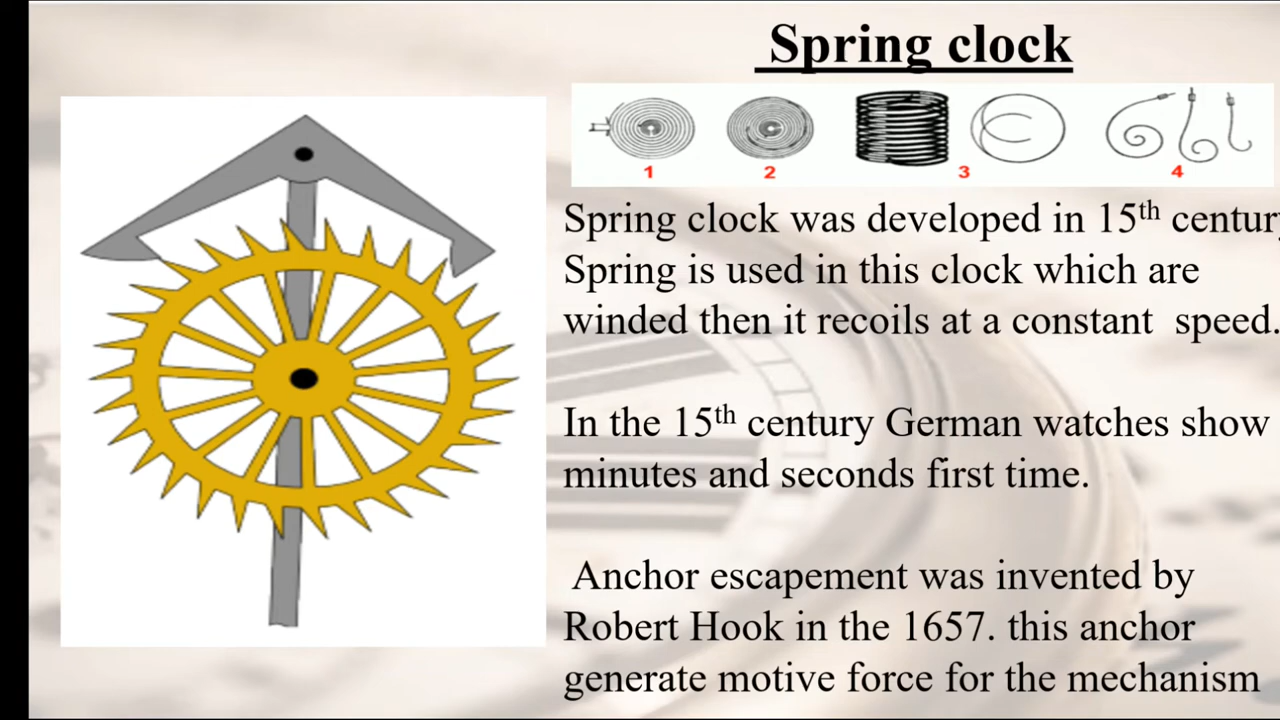 Spring clock
1 2 3 4
Spring clock was developed in 15th
Spring is used in this clock which are
winded then it recoils at a constant speed.
In the 15th century German watches show
minutes and seconds first time.
Anchor escapement was invented by
Robert Hook in the 1657. this anchor
generate motive force for the mechanism